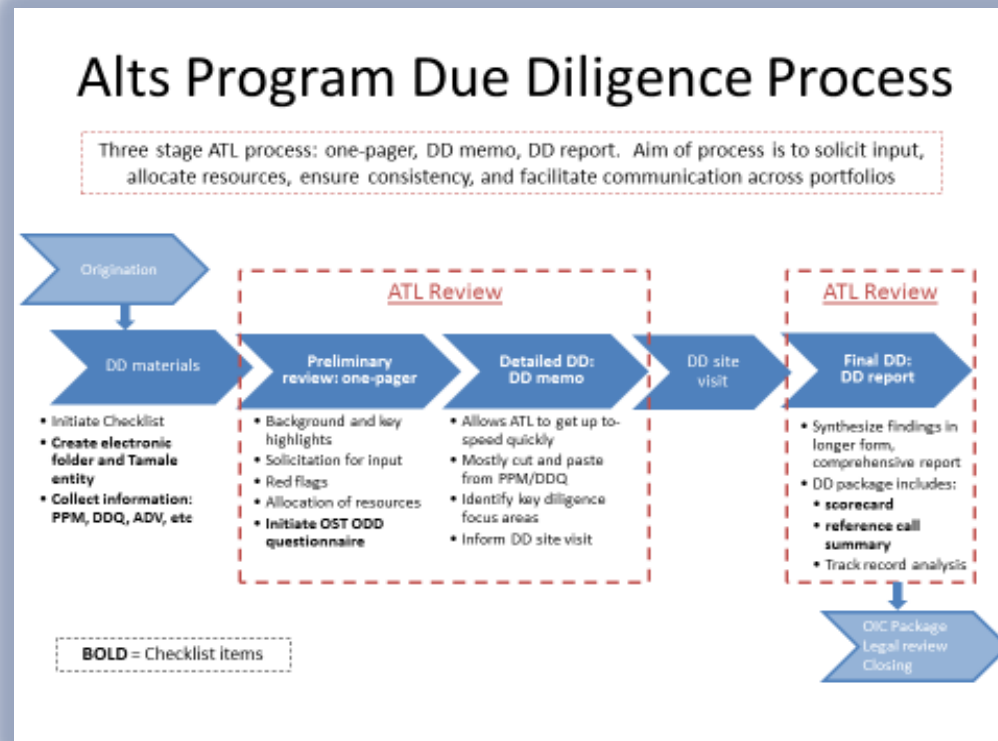 Alts Program Due Diligence Process
Three stage ATL process: one-pager, DD memo, DD report. Aim of process is to solicit input,
allocate resources, ensure consistency, and facilitate communication across portfolios
Origination
ATL Review
ATL Review
DD materials
Preliminary
review: one-pager
Detailed DD:
DD memo
DD site
visit
Final DD:
DD report
• Initiate Checklist
• Create electronic
folder and Tamale
entity
• Collect information:
PPM, DDQ, ADV, etc
• Background and key
highlights
• Solicitation for input
• Red flags
• Allocation of resources
• Initiate OST ODD
questionnaire
• Allows ATL to get up to-
speed quickly
• Mostly cut and paste
from PPM/DDQ
• Identify key diligence
focus areas
• Inform DD site visit
• Synthesize findings in
longer form,
comprehensive report
• DD package includes:
• scorecard
• reference call
summary
• Track record analysis
OIC Package
Legal review
Closing
BOLD = Checklist items